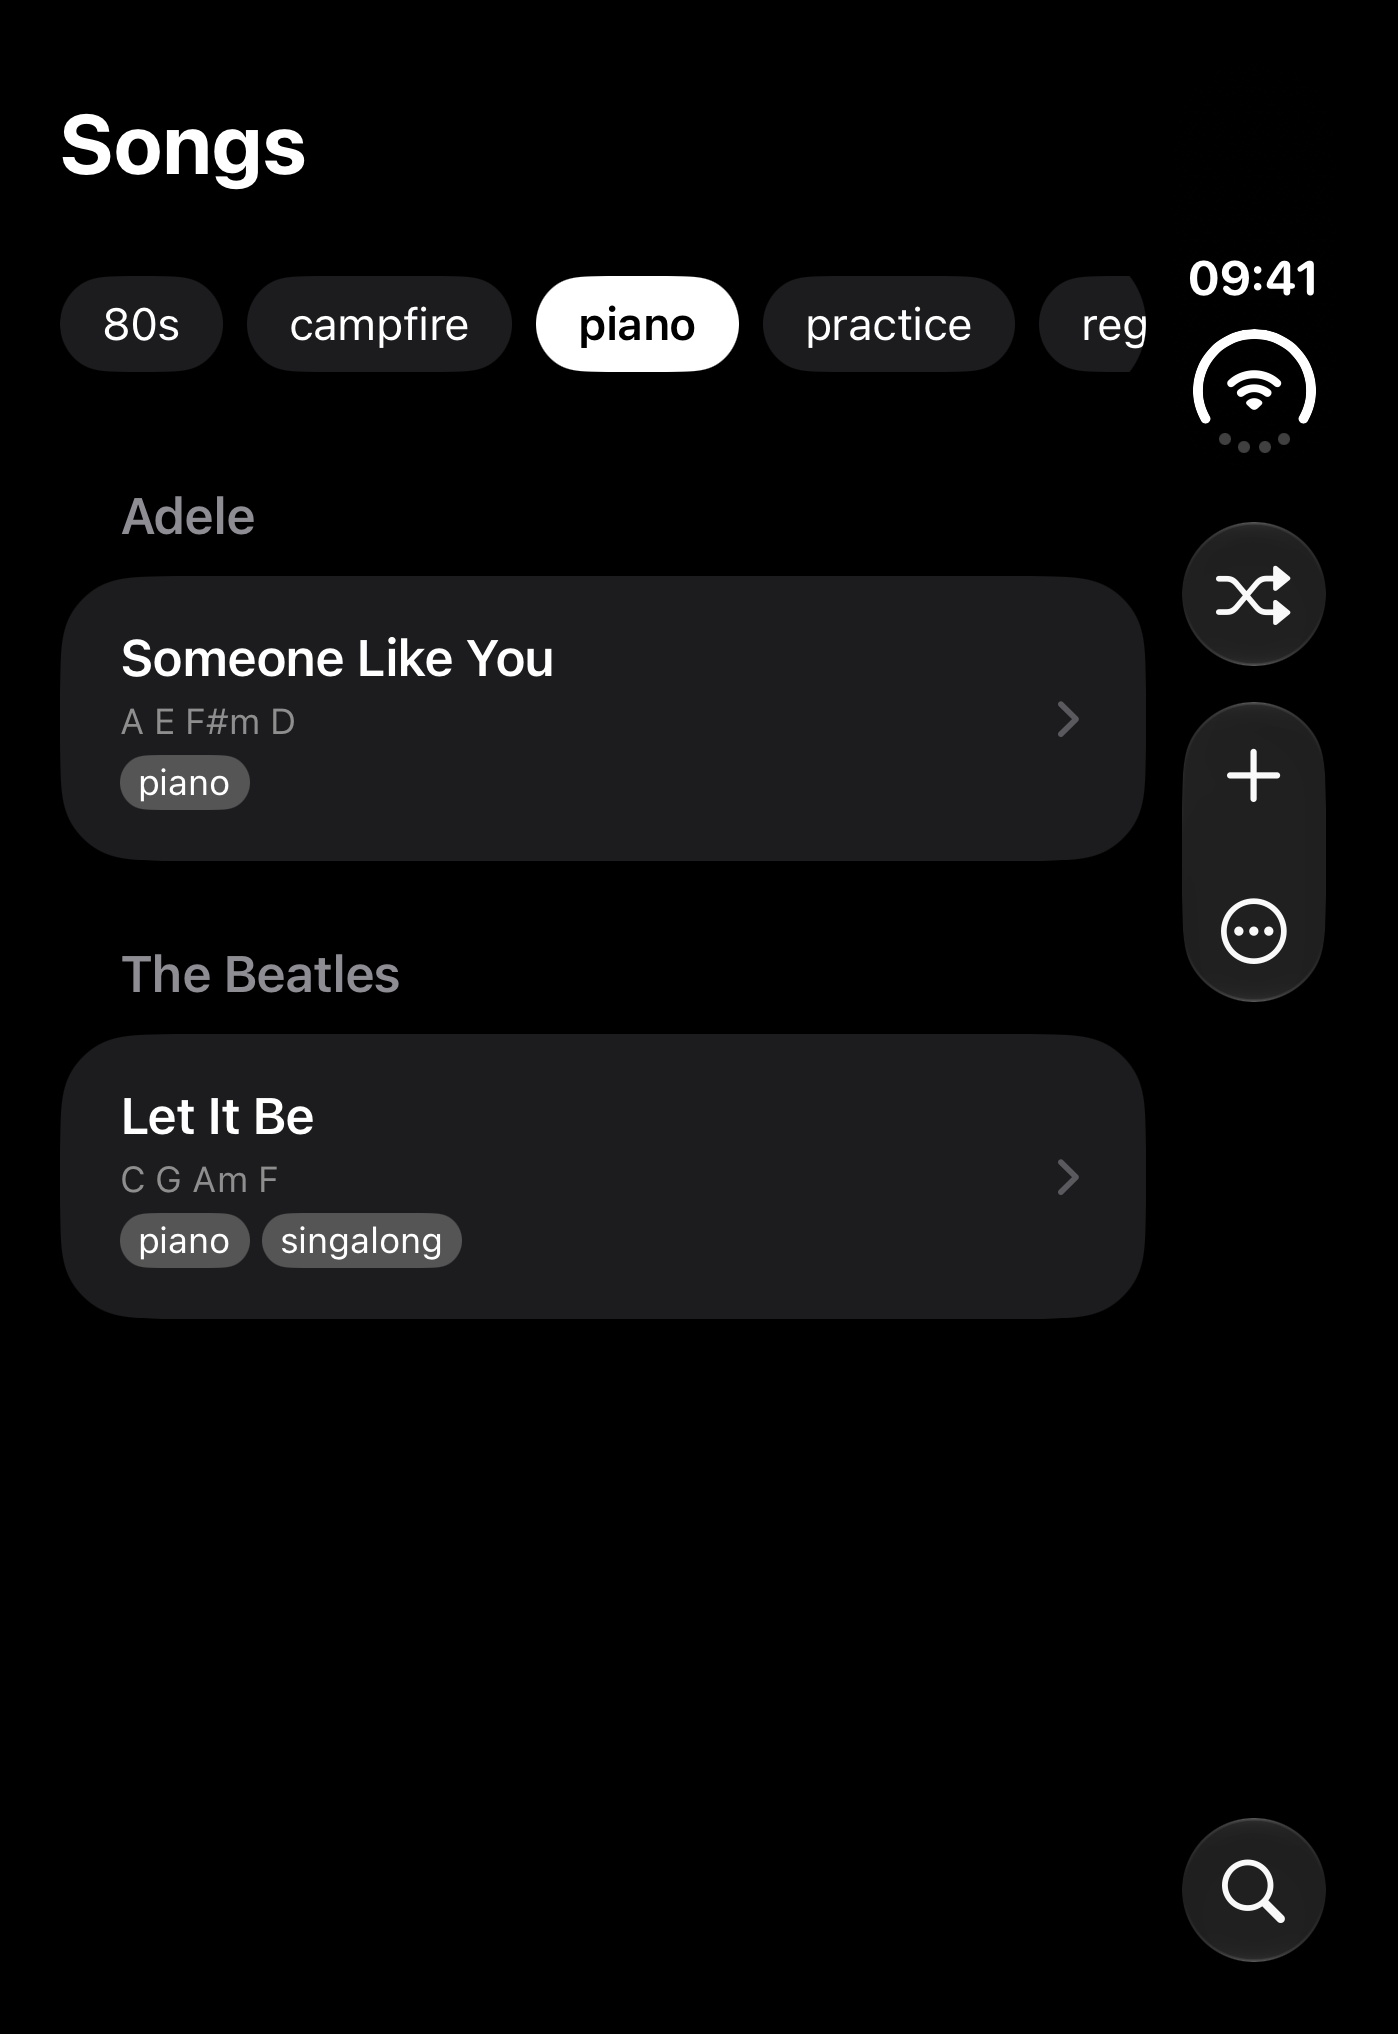 Songs
09:41
80s campfire piano practice reg
Adele
Someone Like You
A E F#m D
piano
The Beatles
Let It Be
C G Am F
piano singalong